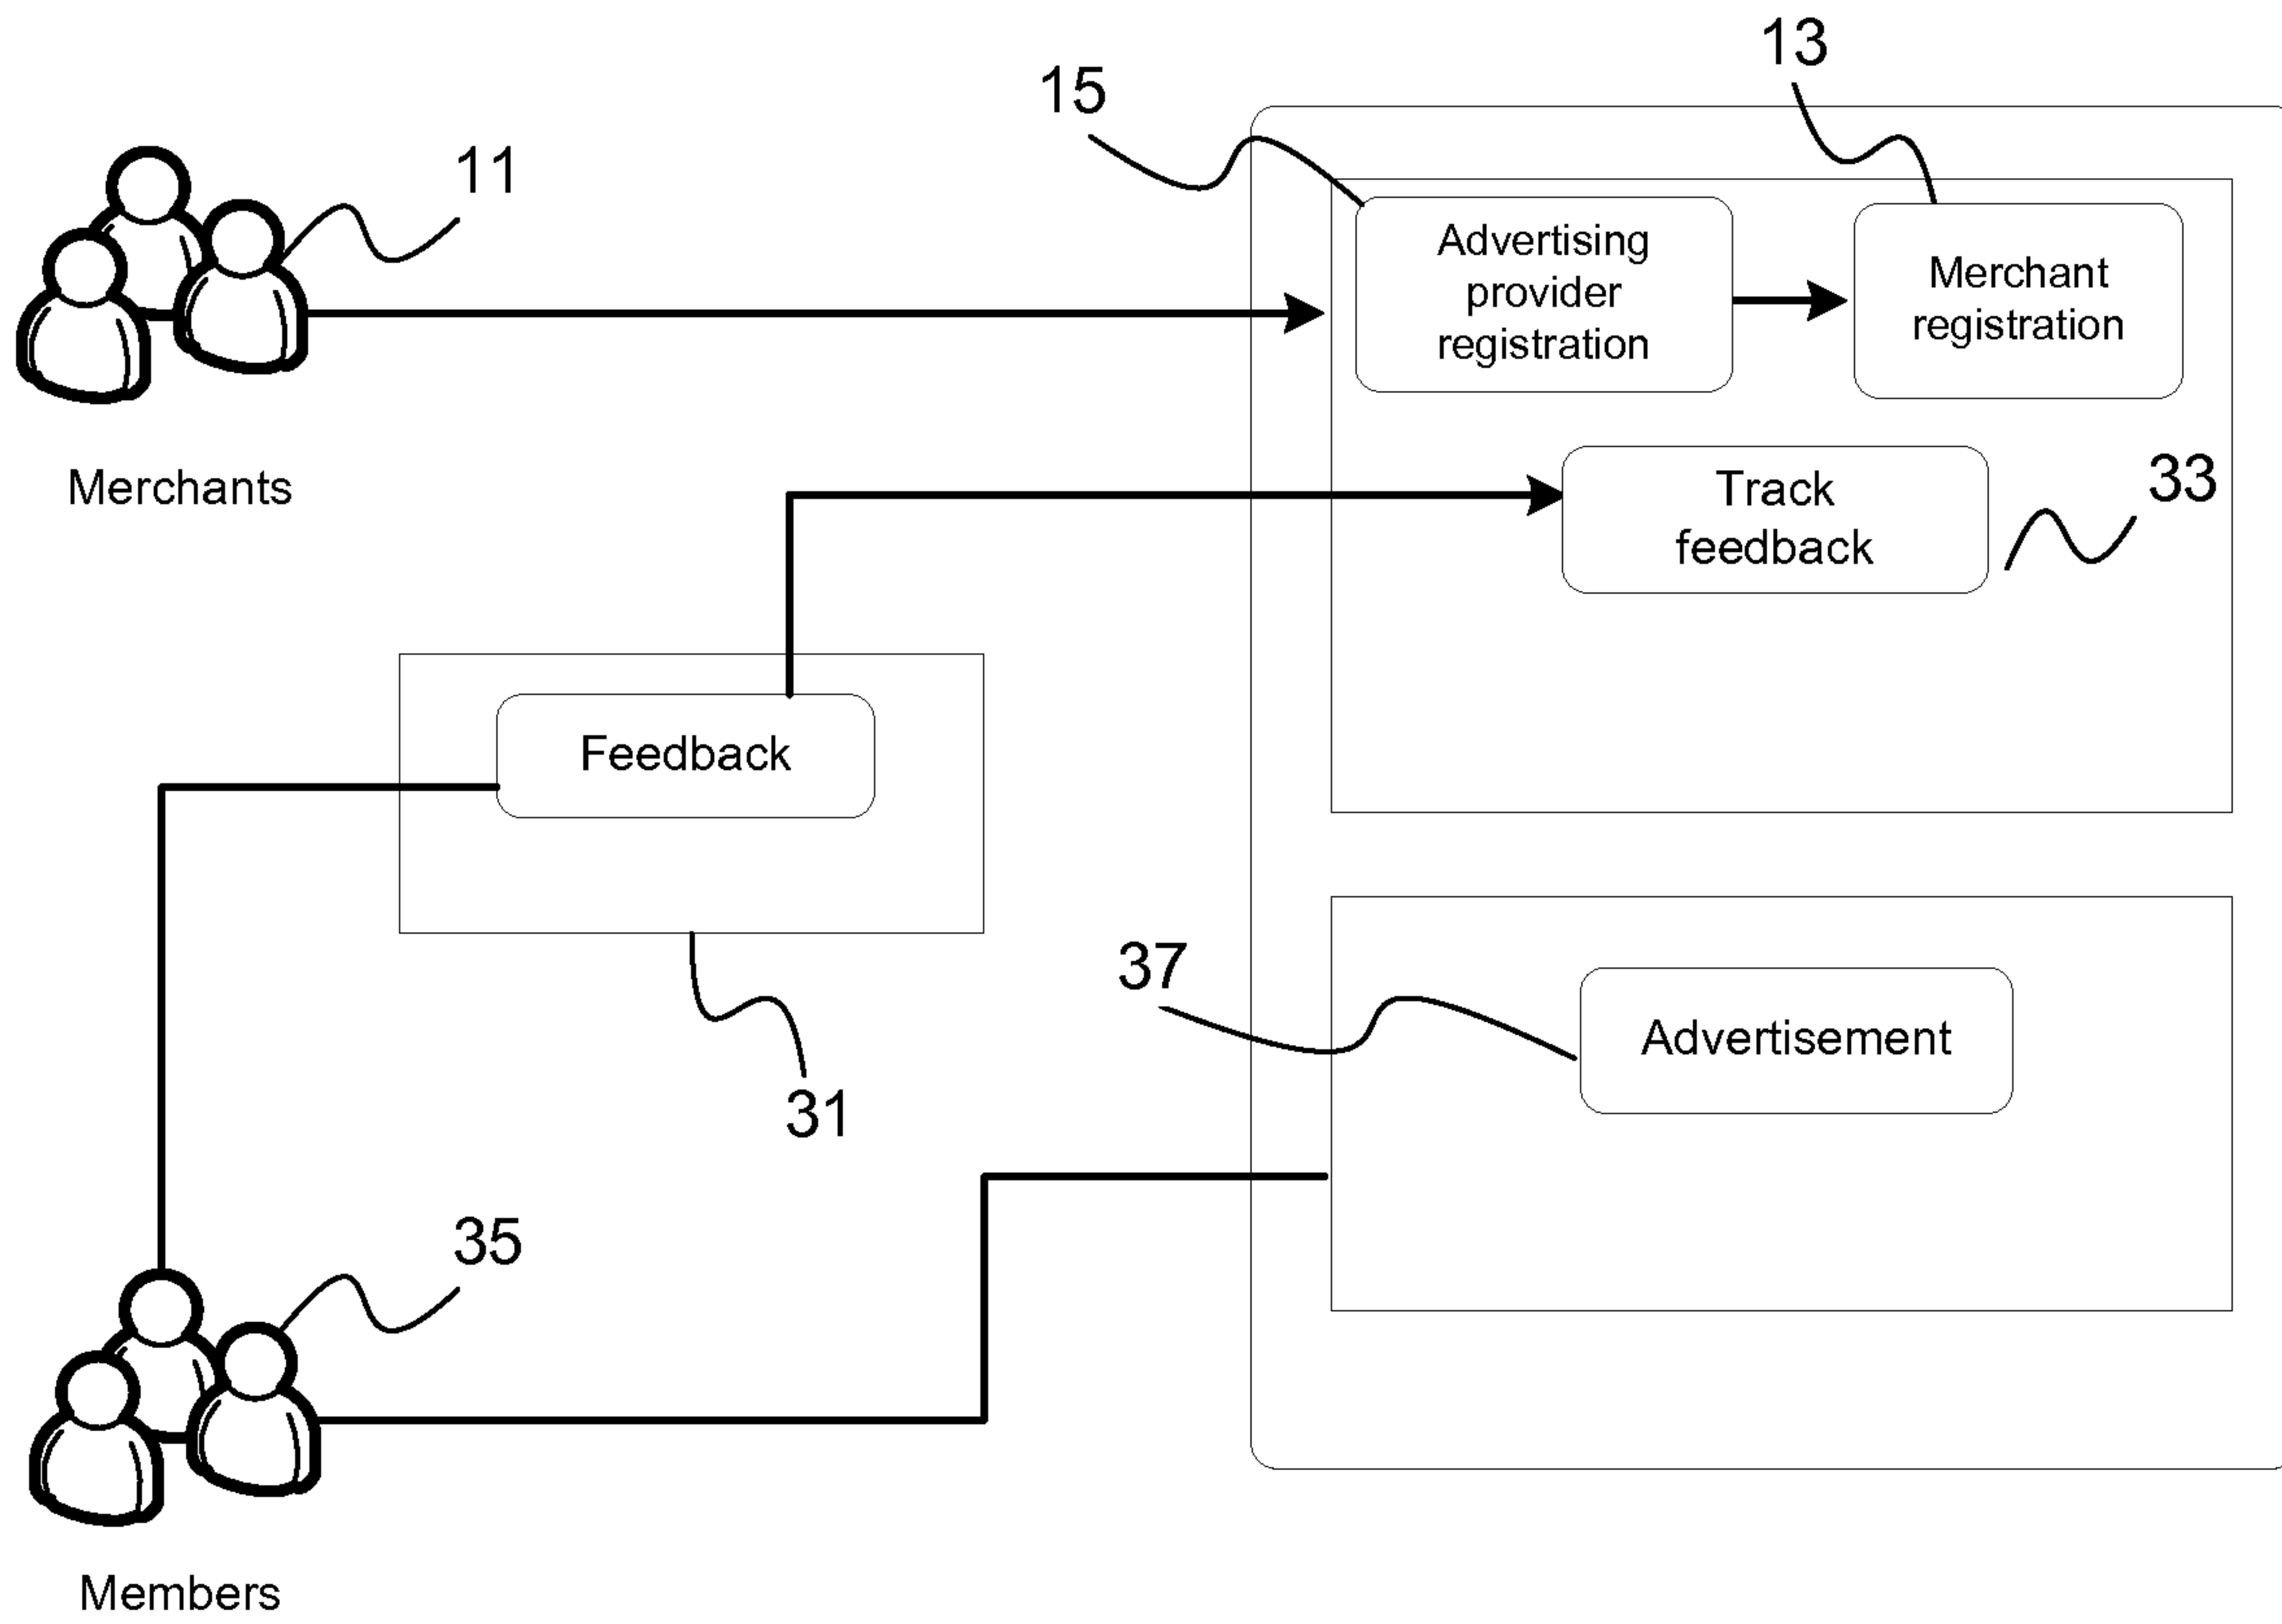 13
15
11
Advertising
provider
registration
Merchant
registration
Merchants
Track
feedback
33
Feedback
37
Advertisement
31
35
Members